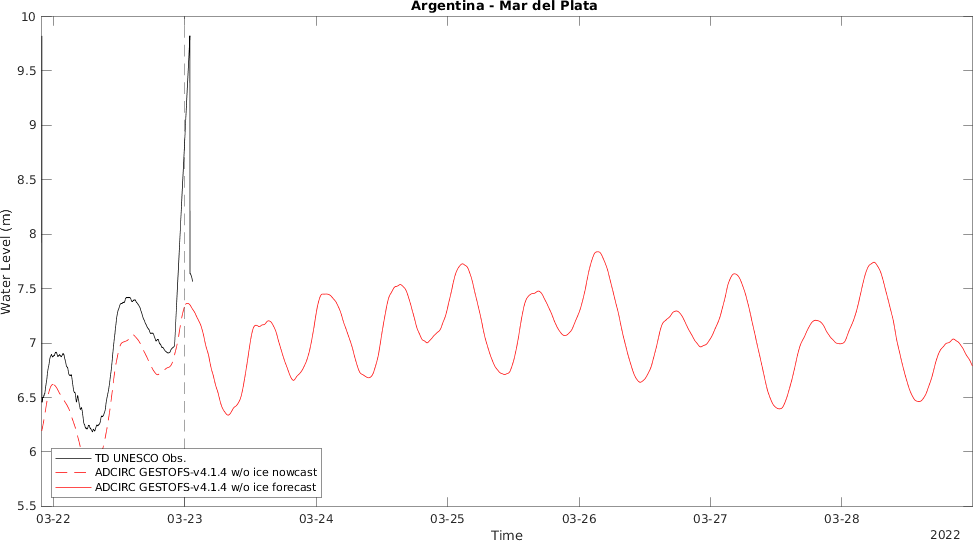 Argentina - Mar del Plata
10
9.5
9
8.5
8
7.5
7
6.5
6
5.5
Water Level (m)
TD UNESCO Obs.
ADCIRC GESTOFS-v4.1.4 w/o ice nowcast
ADCIRC GESTOFS-v4.1.4 w/o ice forecast
03-22 03-23 03-24 03-25 03-26 03-27 03-28
Time
2022